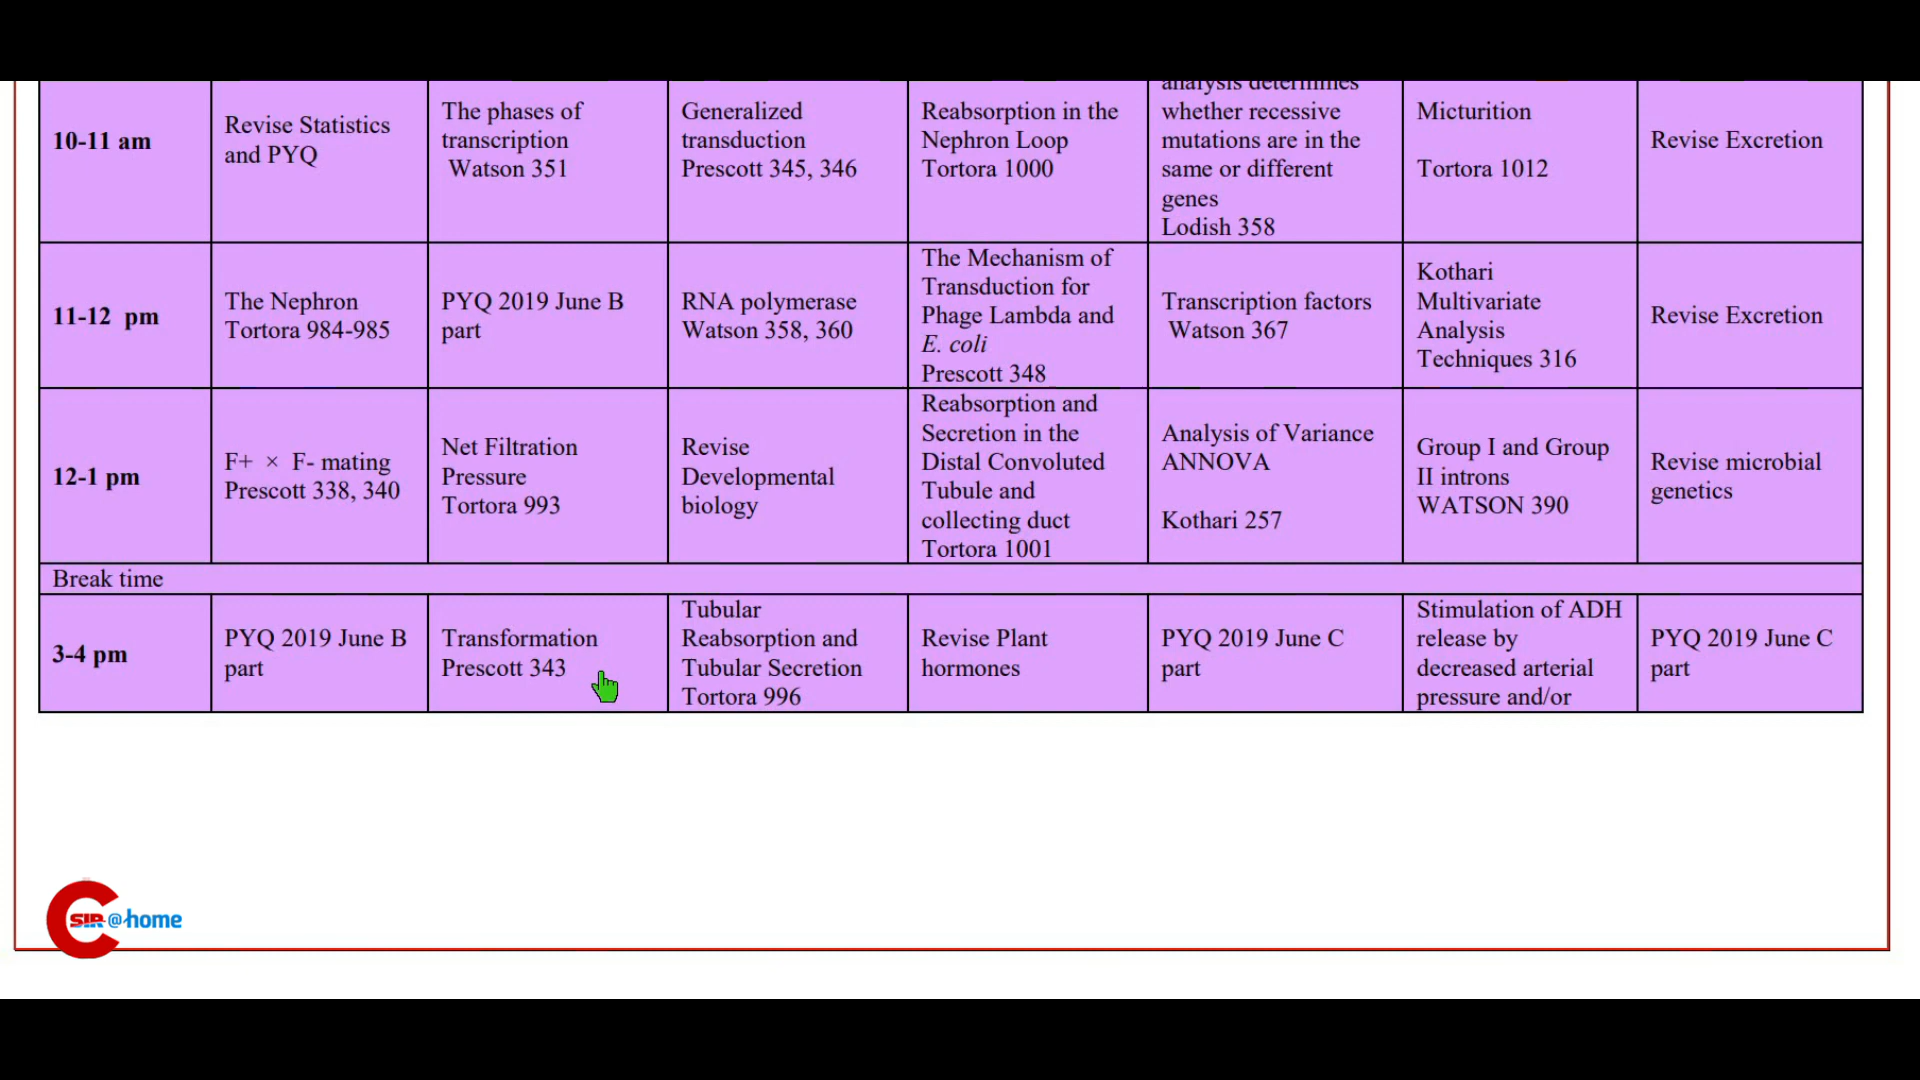 10-11 am
Revise Statistics
and PYQ
The phases of
transcription
Watson 351
Generalized
transduction
Prescott 345, 346
Reabsorption in the
Nephron Loop
Tortora 1000
analysis determines
whether recessive
mutations are in the
same or different
genes
Lodish 358
Micturition
Tortora 1012
Revise Excretion
11-12 pm
The Nephron
Tortora 984-985
PYQ 2019 June B
part
RNA polymerase
Watson 358, 360
The Mechanism of
Transduction for
Phage Lambda and
E. coli
Prescott 348
Transcription factors
Watson 367
Kothari
Multivariate
Analysis
Techniques 316
Revise Excretion
12-1 pm
F+ × F- mating
Prescott 338, 340
Net Filtration
Pressure
Tortora 993
Revise
Developmental
biology
Reabsorption and
Secretion in the
Distal Convoluted
Tubule and
collecting duct
Tortora 1001
Analysis of Variance
ANNOVA
Kothari 257
Group I and Group
II introns
WATSON 390
Revise microbial
genetics
Break time
3-4 pm
PYQ 2019 June B
part
Transformation
Prescott 343
Tubular
Reabsorption and
Tubular Secretion
Tortora 996
Revise Plant
hormones
PYQ 2019 June C
part
Stimulation of ADH
release by
decreased arterial
pressure and/or
PYQ 2019 June C
part
CSIR@home